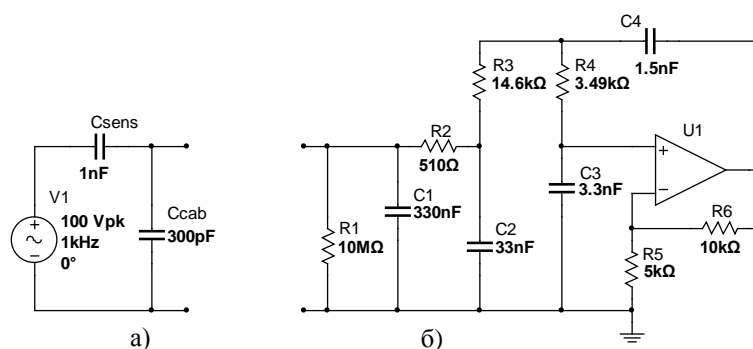 C4
1.5nF
R3
14.6kΩ
R4
3.49kΩ
Csens
1nF
R2
510Ω
U1
V1
100 Vpk
1kHz
0°
Ccab
300pF
R1
10MΩ
C1
330nF
C2
33nF
C3
3.3nF
+
−
R6
10kΩ
R5
5kΩ
а)
б)